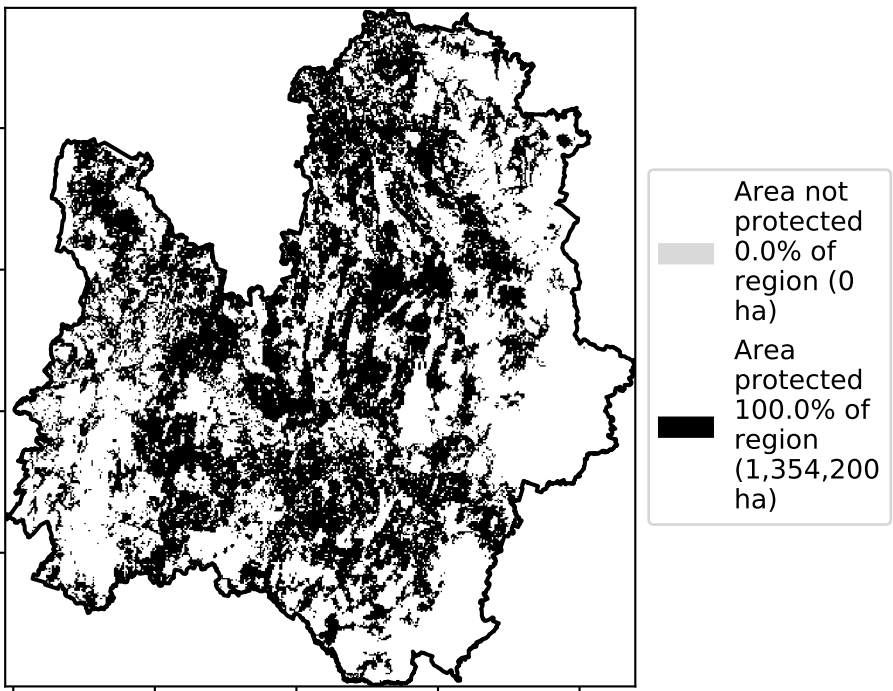 Area not
protected
0.0% of
region (0
ha)
Area
protected
100.0% of
region
(1,354,200
ha)